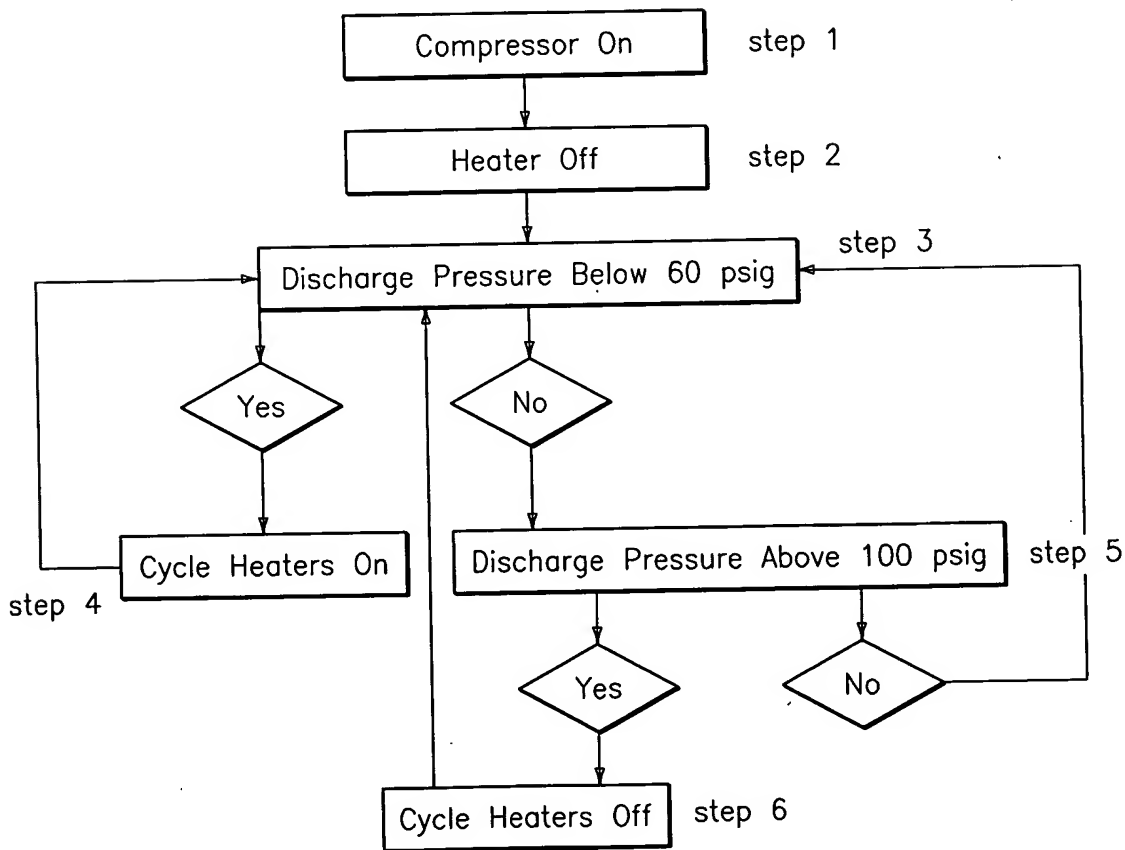 Compressor On
step 1
Heater Off
step 2
step 3
Discharge Pressure Below 60 psig
Yes
No
Cycle Heaters On
step 4
Discharge Pressure Above 100 psig
step 5
Yes
No
Cycle Heaters Off
step 6